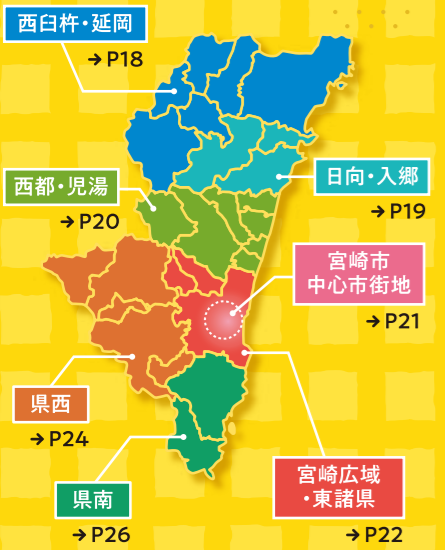 西臼杵・延岡
→P18
日向・入郷
→P19
西都・児湯
→P20
宮崎市
中心市街地
→P21
県西
→P24
宮崎広域
・東諸県
→P22
県南
→P26